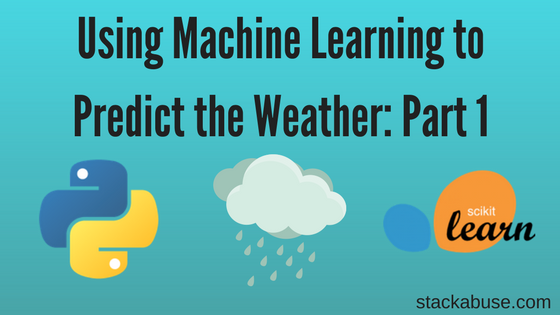 Using Machine Learning to
Predict the Weather: Part 1
scikit
learn
stackabuse.com